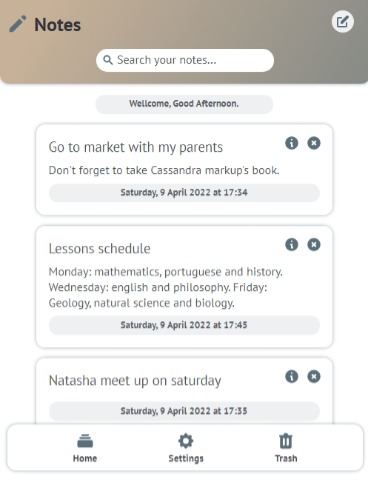 Notes
Search your notes...
Wellcome, Good Afternoon.
Go to market with my parents
Don't forget to take Cassandra markup's book.
Saturday, 9 April 2022 at 17:34
Lessons schedule
Monday: mathematics, portuguese and history.
Wednesday: english and philosophy. Friday:
Geology, natural science and biology.
Saturday, 9 April 2022 at 17:45
Natasha meet up on saturday
Saturday, 9 April 2022 at 17:35
Home
Settings
Trash